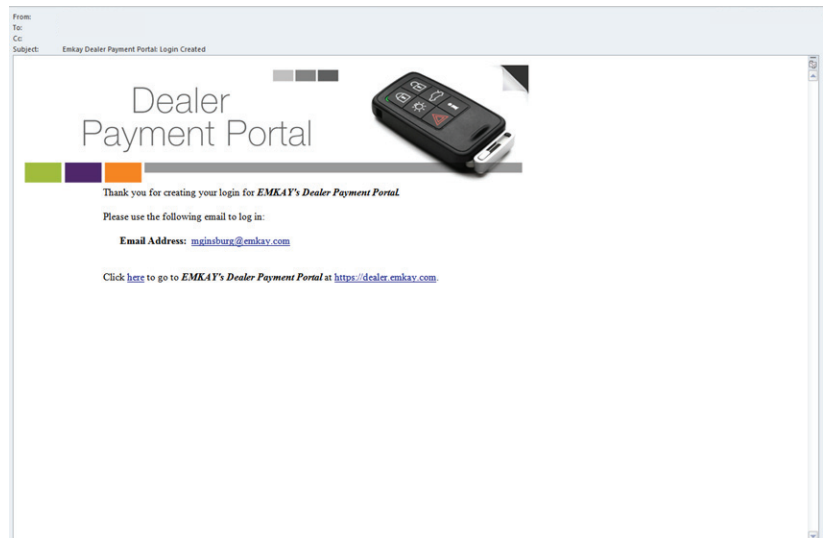 From:
To:
Cc:
Subject: Emkay Dealer Payment Portal: Login Created
Dealer
Payment Portal
Thank you for creating your login for EMKAY's Dealer Payment Portal.
Please use the following email to log in:
Email Address: mginsburg@emkay.com
Click here to go to EMKAY's Dealer Payment Portal at https://dealer.emkay.com.